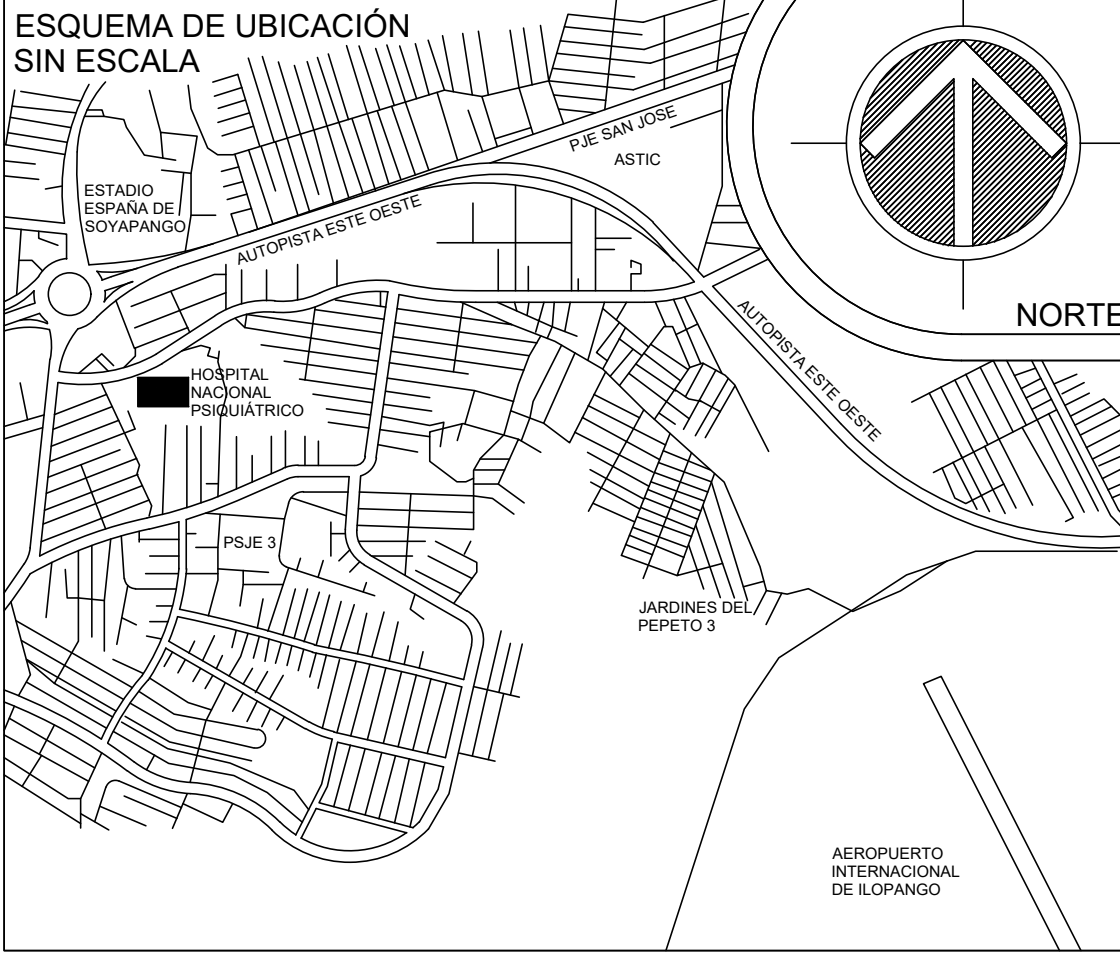 ESQUEMA DE UBICACIÓN
SIN ESCALA
PJE SAN JOSE
ASTIC
ESTADIO
ESPAÑA DE
SOYAPANGO
AUTOPISTA ESTE OESTE
NORTE
AUTOPISTA ESTE OESTE
HOSPITAL
NACIONAL
PSIQUIÁTRICO
PSJE 3
JARDINES DEL
PEPETO 3
AEROPUERTO
INTERNACIONAL
DE ILOPANGO